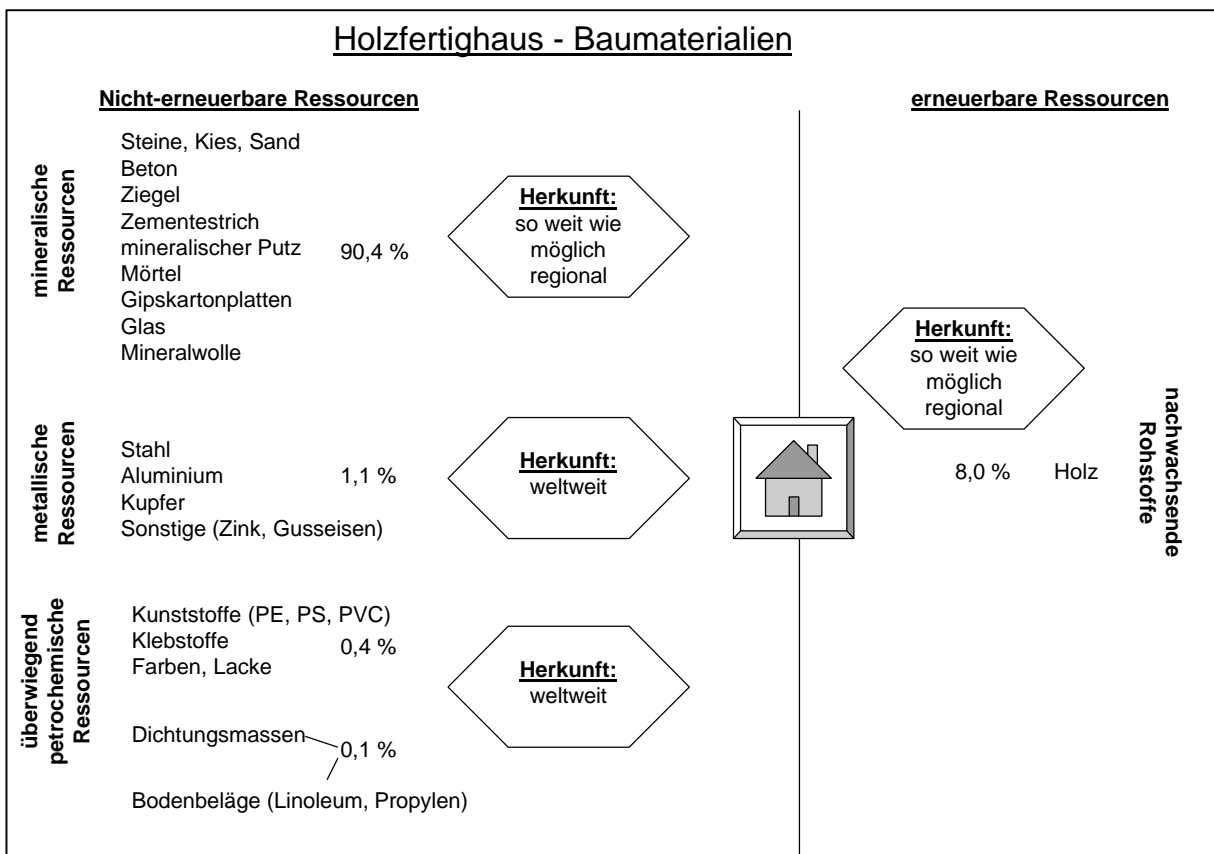 Holzfertighaus - Baumaterialien
Nicht-erneuerbare Ressourcen
erneuerbare Ressourcen
mineralische
Ressourcen
Steine, Kies, Sand
Beton
Ziegel
Zementestrich
mineralischer Putz
Mörtel
Gipskartonplatten
Glas
Mineralwolle
90,4 %
Herkunft:
so weit wie
möglich
regional
metallische
Ressourcen
Stahl
Aluminium
Kupfer
Sonstige (Zink, Gusseisen)
1,1 %
Herkunft:
weltweit
überwiegend
petrochemische
Ressourcen
Kunststoffe (PE, PS, PVC)
Klebstoffe
Farben, Lacke
0,4 %
Dichtungsmassen
0,1 %
Bodenbeläge (Linoleum, Propylen)
Herkunft:
weltweit
Herkunft:
so weit wie
möglich
regional
8,0 %
Holz
nachwachsende
Rohstoffe